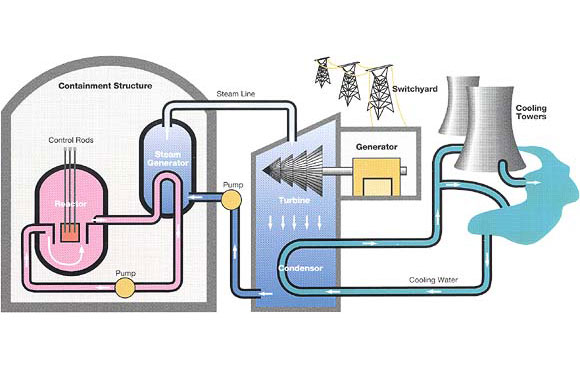 Containment Structure
Steam Line
Switchyard
Cooling
Towers
Control Rods
Steam
Generator
Generator
Pump
Reactor
Turbine
Condensor
Pump
Cooling Water